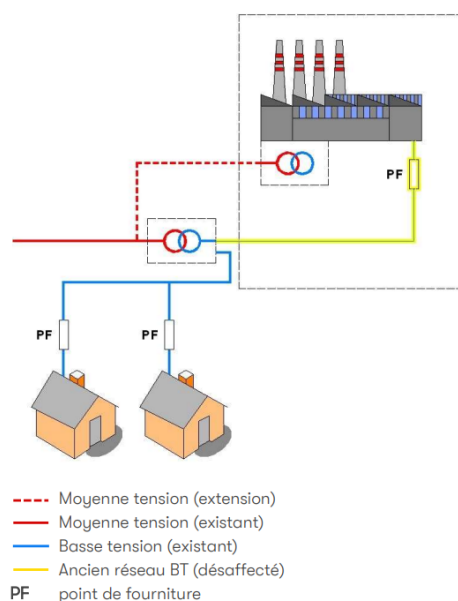 PF
PF
PF
Moyenne tension (extension)
Moyenne tension (existant)
Basse tension (existant)
Ancien réseau BT (désaffecté)
PF point de fourniture